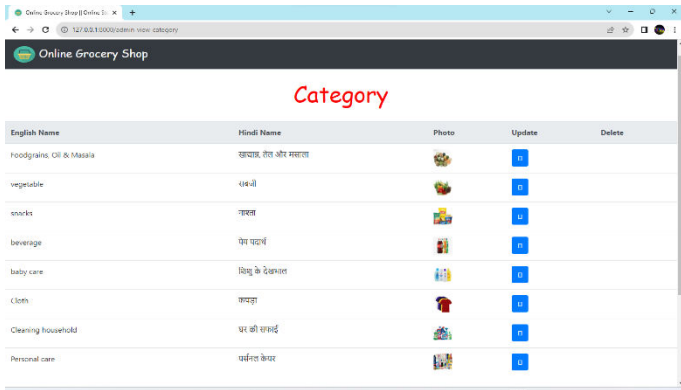 Online Grocery Shop || Online Sh
127.0.0.1:8000/admin-view-category
Online Grocery Shop
Category
English Name Hindi Name Photo Update Delete
Foodgrains, Oil & Masala खाद्यान्न, तेल और मसाला
vegetable सब्जी
snacks नाश्ता
beverage पेय पदार्थ
baby care शिशु के देखभाल
Cloth कपड़ा
Cleaning household घर की सफाई
Personal care पर्सनल केयर